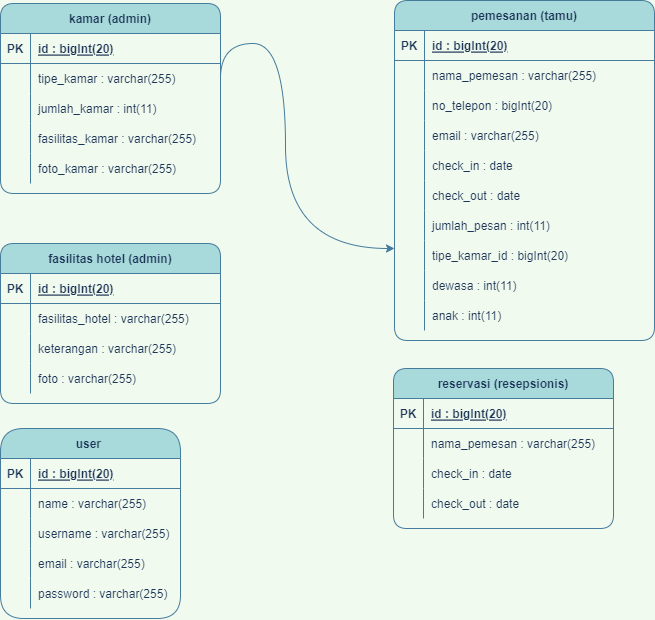 kamar (admin)
PK id : bigInt(20)
tipe_kamar : varchar(255)
jumlah_kamar : int(11)
fasilitas_kamar : varchar(255)
foto_kamar : varchar(255)
pemesanan (tamu)
PK id : bigInt(20)
nama_pemesan : varchar(255)
no_telepon : bigInt(20)
email : varchar(255)
check_in : date
check_out : date
jumlah_pesan : int(11)
tipe_kamar_id : bigInt(20)
dewasa : int(11)
anak : int(11)
fasilitas hotel (admin)
PK id : bigInt(20)
fasilitas_hotel : varchar(255)
keterangan : varchar(255)
foto : varchar(255)
reservasi (resepsionis)
PK id : bigInt(20)
nama_pemesan : varchar(255)
check_in : date
check_out : date
user
PK id : bigInt(20)
name : varchar(255)
username : varchar(255)
email : varchar(255)
password : varchar(255)